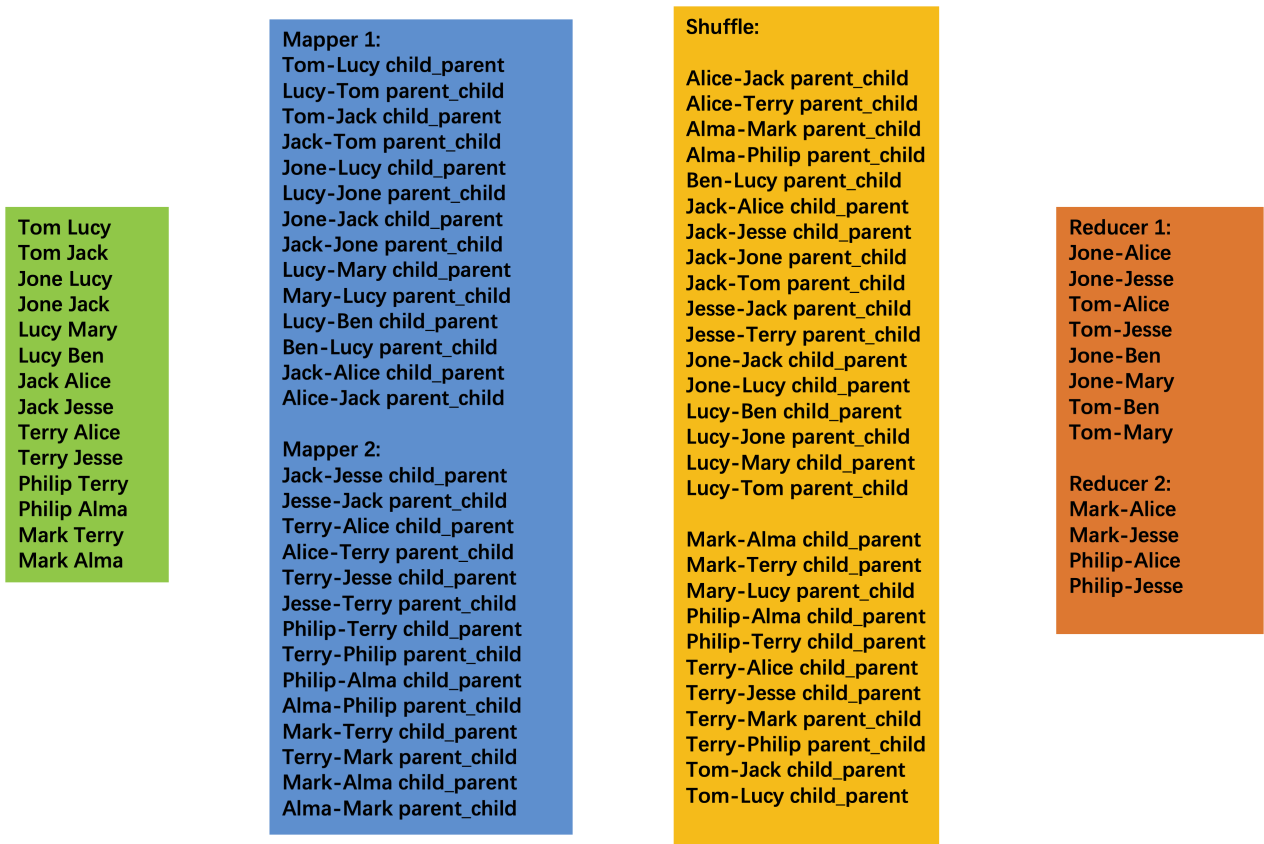 Tom Lucy
Tom Jack
Jone Lucy
Jone Jack
Lucy Mary
Lucy Ben
Jack Alice
Jack Jesse
Terry Alice
Terry Jesse
Philip Terry
Philip Alma
Mark Terry
Mark Alma
Mapper 1:
Tom-Lucy child_parent
Lucy-Tom parent_child
Tom-Jack child_parent
Jack-Tom parent_child
Jone-Lucy child_parent
Lucy-Jone parent_child
Jone-Jack child_parent
Jack-Jone parent_child
Lucy-Mary child_parent
Mary-Lucy parent_child
Lucy-Ben child_parent
Ben-Lucy parent_child
Jack-Alice child_parent
Alice-Jack parent_child
Mapper 2:
Jack-Jesse child_parent
Jesse-Jack parent_child
Terry-Alice child_parent
Alice-Terry parent_child
Terry-Jesse child_parent
Jesse-Terry parent_child
Philip-Terry child_parent
Terry-Philip parent_child
Philip-Alma child_parent
Alma-Philip parent_child
Mark-Terry child_parent
Terry-Mark parent_child
Mark-Alma child_parent
Alma-Mark parent_child
Shuffle:
Alice-Jack parent_child
Alice-Terry parent_child
Alma-Mark parent_child
Alma-Philip parent_child
Ben-Lucy parent_child
Jack-Alice child_parent
Jack-Jesse child_parent
Jack-Jone parent_child
Jack-Tom parent_child
Jesse-Jack parent_child
Jesse-Terry parent_child
Jone-Jack child_parent
Jone-Lucy child_parent
Lucy-Ben child_parent
Lucy-Jone parent_child
Lucy-Mary child_parent
Lucy-Tom parent_child
Mark-Alma child_parent
Mark-Terry child_parent
Mary-Lucy parent_child
Philip-Alma child_parent
Philip-Terry child_parent
Terry-Alice child_parent
Terry-Jesse child_parent
Terry-Mark parent_child
Terry-Philip parent_child
Tom-Jack child_parent
Tom-Lucy child_parent
Reducer 1:
Jone-Alice
Jone-Jesse
Tom-Alice
Tom-Jesse
Jone-Ben
Jone-Mary
Tom-Ben
Tom-Mary
Reducer 2:
Mark-Alice
Mark-Jesse
Philip-Alice
Philip-Jesse